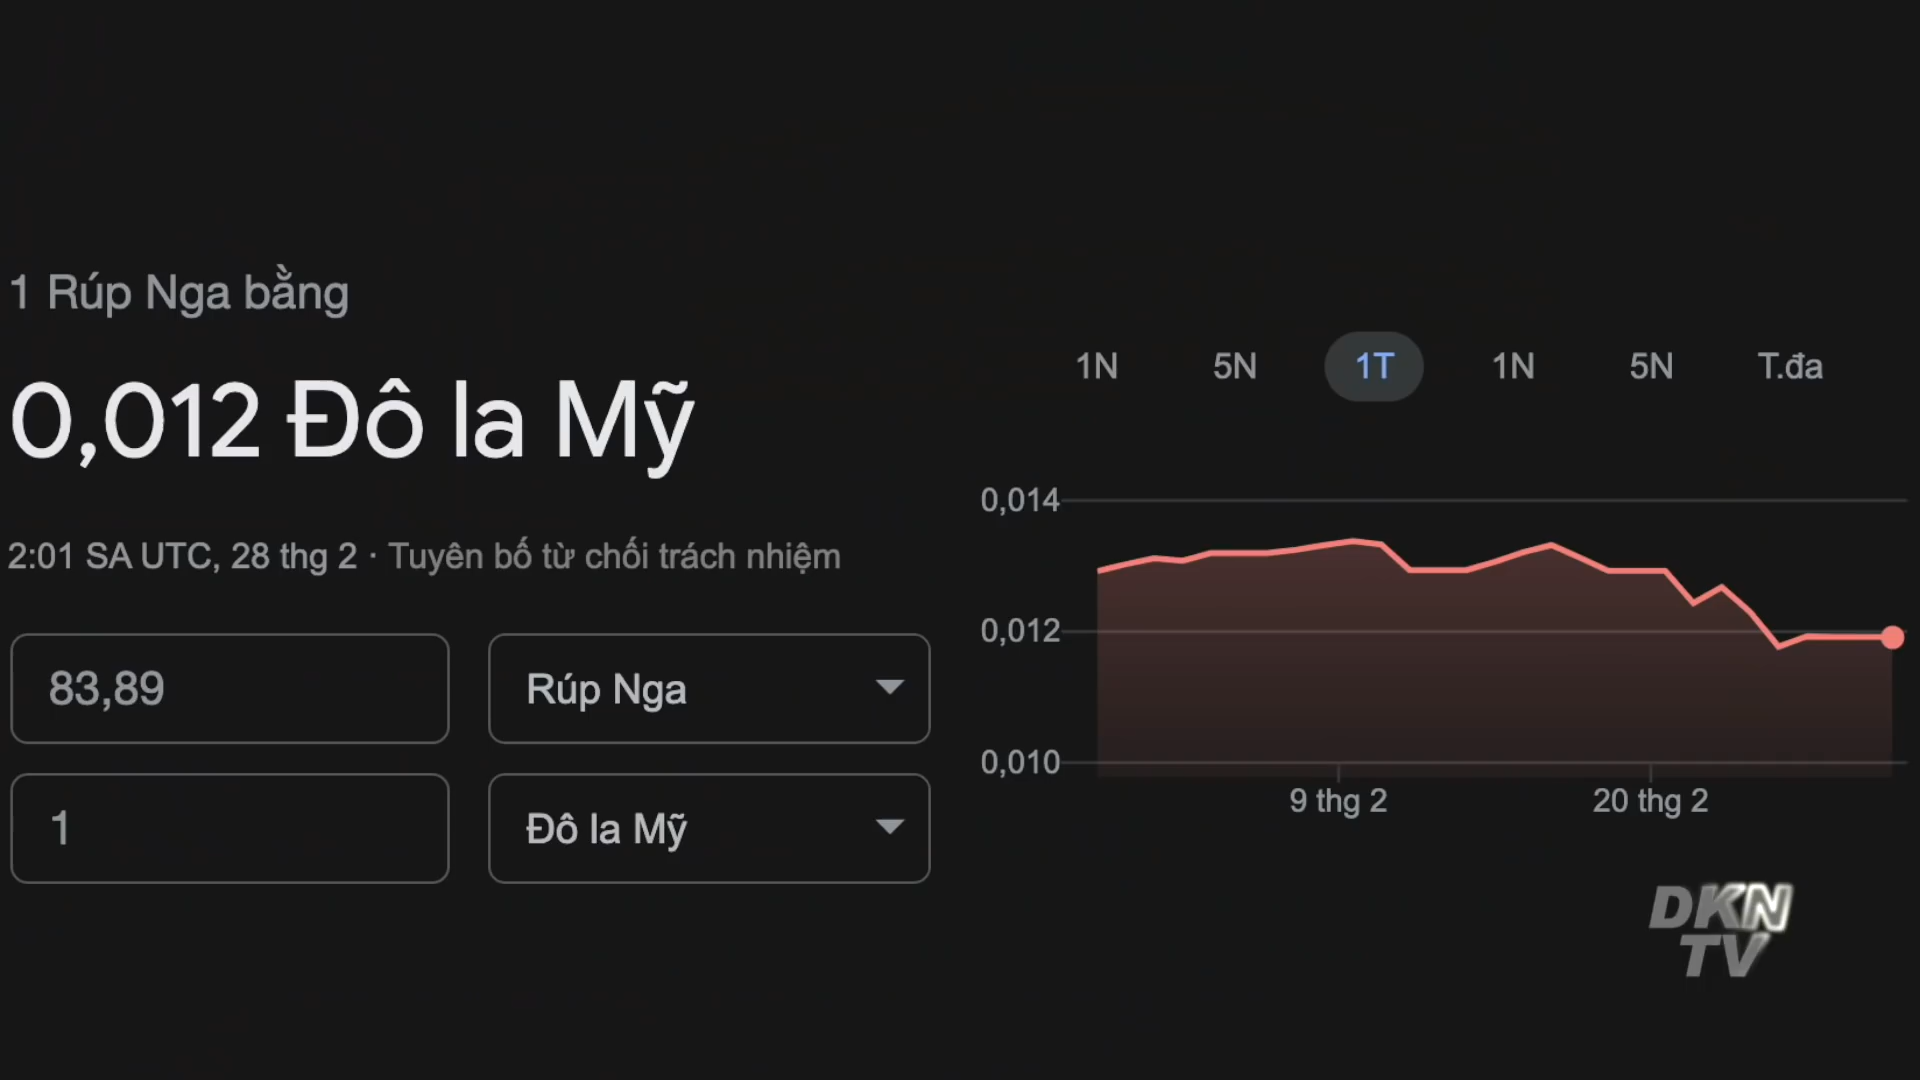 1 Rúp Nga bằng
0,012 Đô la Mỹ
2:01 SA UTC, 28 thg 2 · Tuyên bố từ chối trách nhiệm
83,89
Rúp Nga
1
Đô la Mỹ
1N 5N 1T 1N 5N T.đa
0,014
0,012
0,010
9 thg 2 20 thg 2
DKN
TV